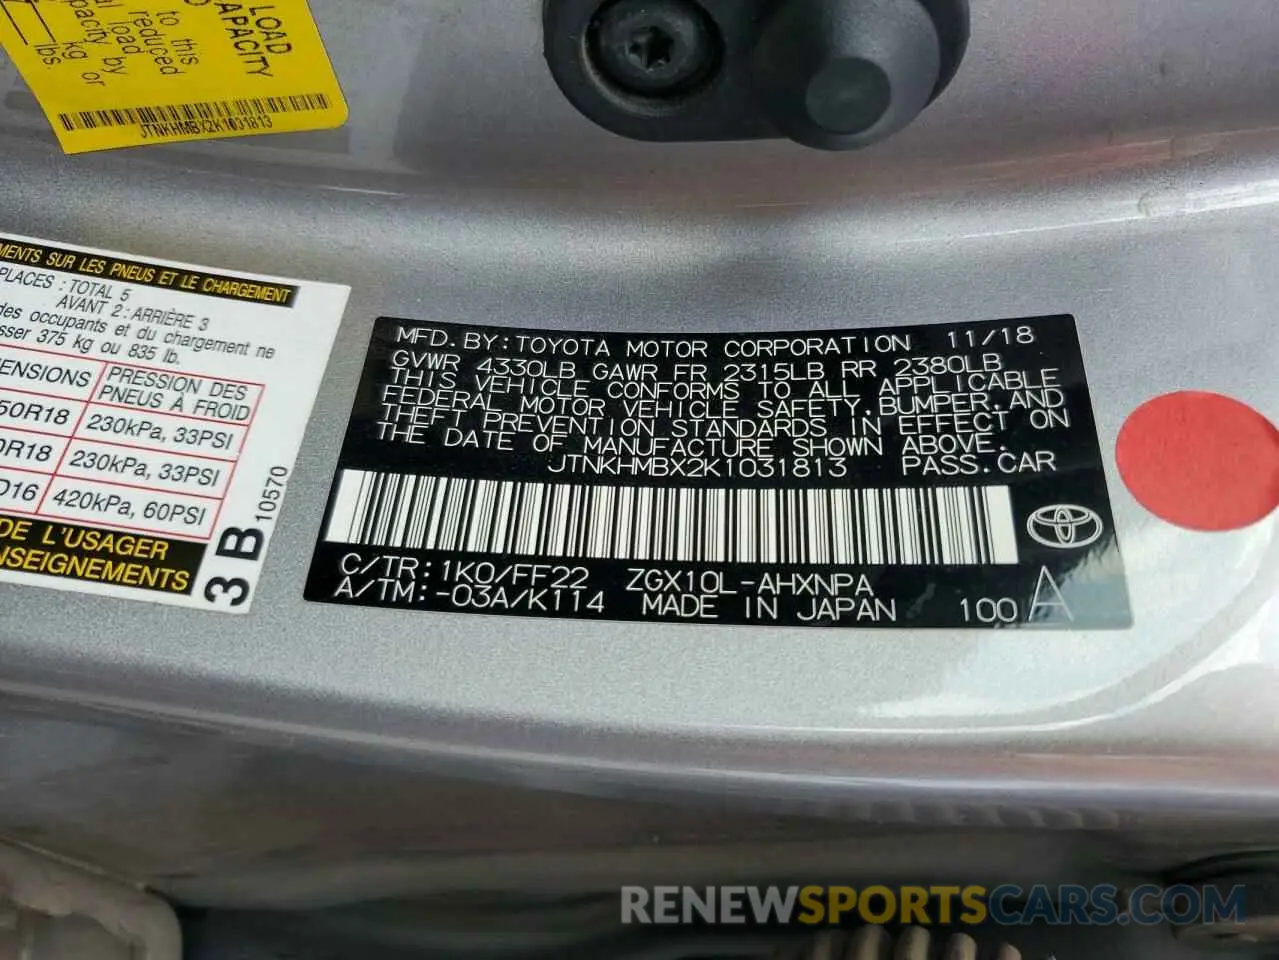 LOAD
CAPACITY
to this
reduced
load by
kg or
lbs.
JTNKHMBX2K1031813
SUR LES PNEUS ET LE CHARGEMENT
PLACES : TOTAL 5
AVANT 2 : ARRIÈRE 3
des occupants et du chargement ne
375 kg ou 835 lb.
PRESSION DES
PNEUS À FROID
50R18 230kPa, 33PSI
0R18 230kPa, 33PSI
D16 420kPa, 60PSI
DE L'USAGER
3B
10570
MFD. BY: TOYOTA MOTOR CORPORATION 11/18
GVWR 4330LB GAWR FR 2315LB RR 2380LB
THIS VEHICLE CONFORMS TO ALL APPLICABLE
FEDERAL MOTOR VEHICLE SAFETY, BUMPER, AND
THEFT PREVENTION STANDARDS IN EFFECT ON
THE DATE OF MANUFACTURE SHOWN ABOVE.
JTNKHMBX2K1031813 PASS.CAR
C/TR: 1K0/FF22 ZGX10L-AHXNPA
A/TM: -03A/K114 MADE IN JAPAN 100 A
RENEWSPORTSCARS.COM